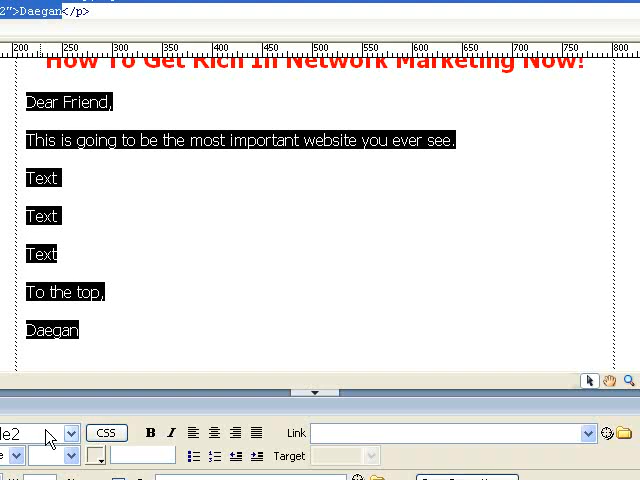 2">Daegan</p>
200 250 300 350 400 450 500 550 600 650 700 750 800
How To Get Rich In Network Marketing Now!
Dear Friend,
This is going to be the most important website you ever see.
Text
Text
Text
To the top,
Daegan
le2 CSS B I Link
e Target